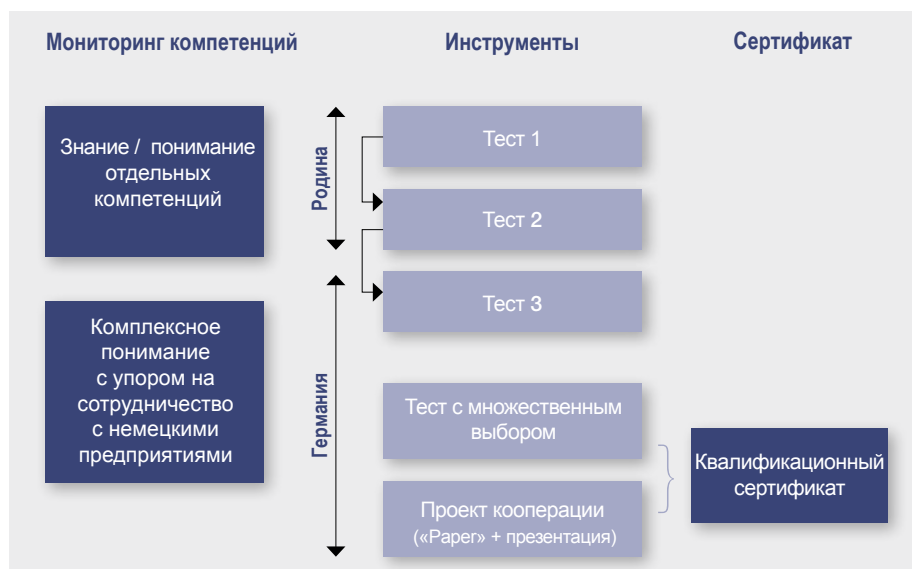 Мониторинг компетенций
Инструменты
Сертификат
Знание / понимание
отдельных
компетенций
Родина
Тест 1
Тест 2
Тест 3
Комплексное
понимание
с упором на
сотрудничество
с немецкими
предприятиями
Германия
Тест с множественным
выбором
Проект кооперации
(«Paper» + презентация)
Квалификационный
сертификат